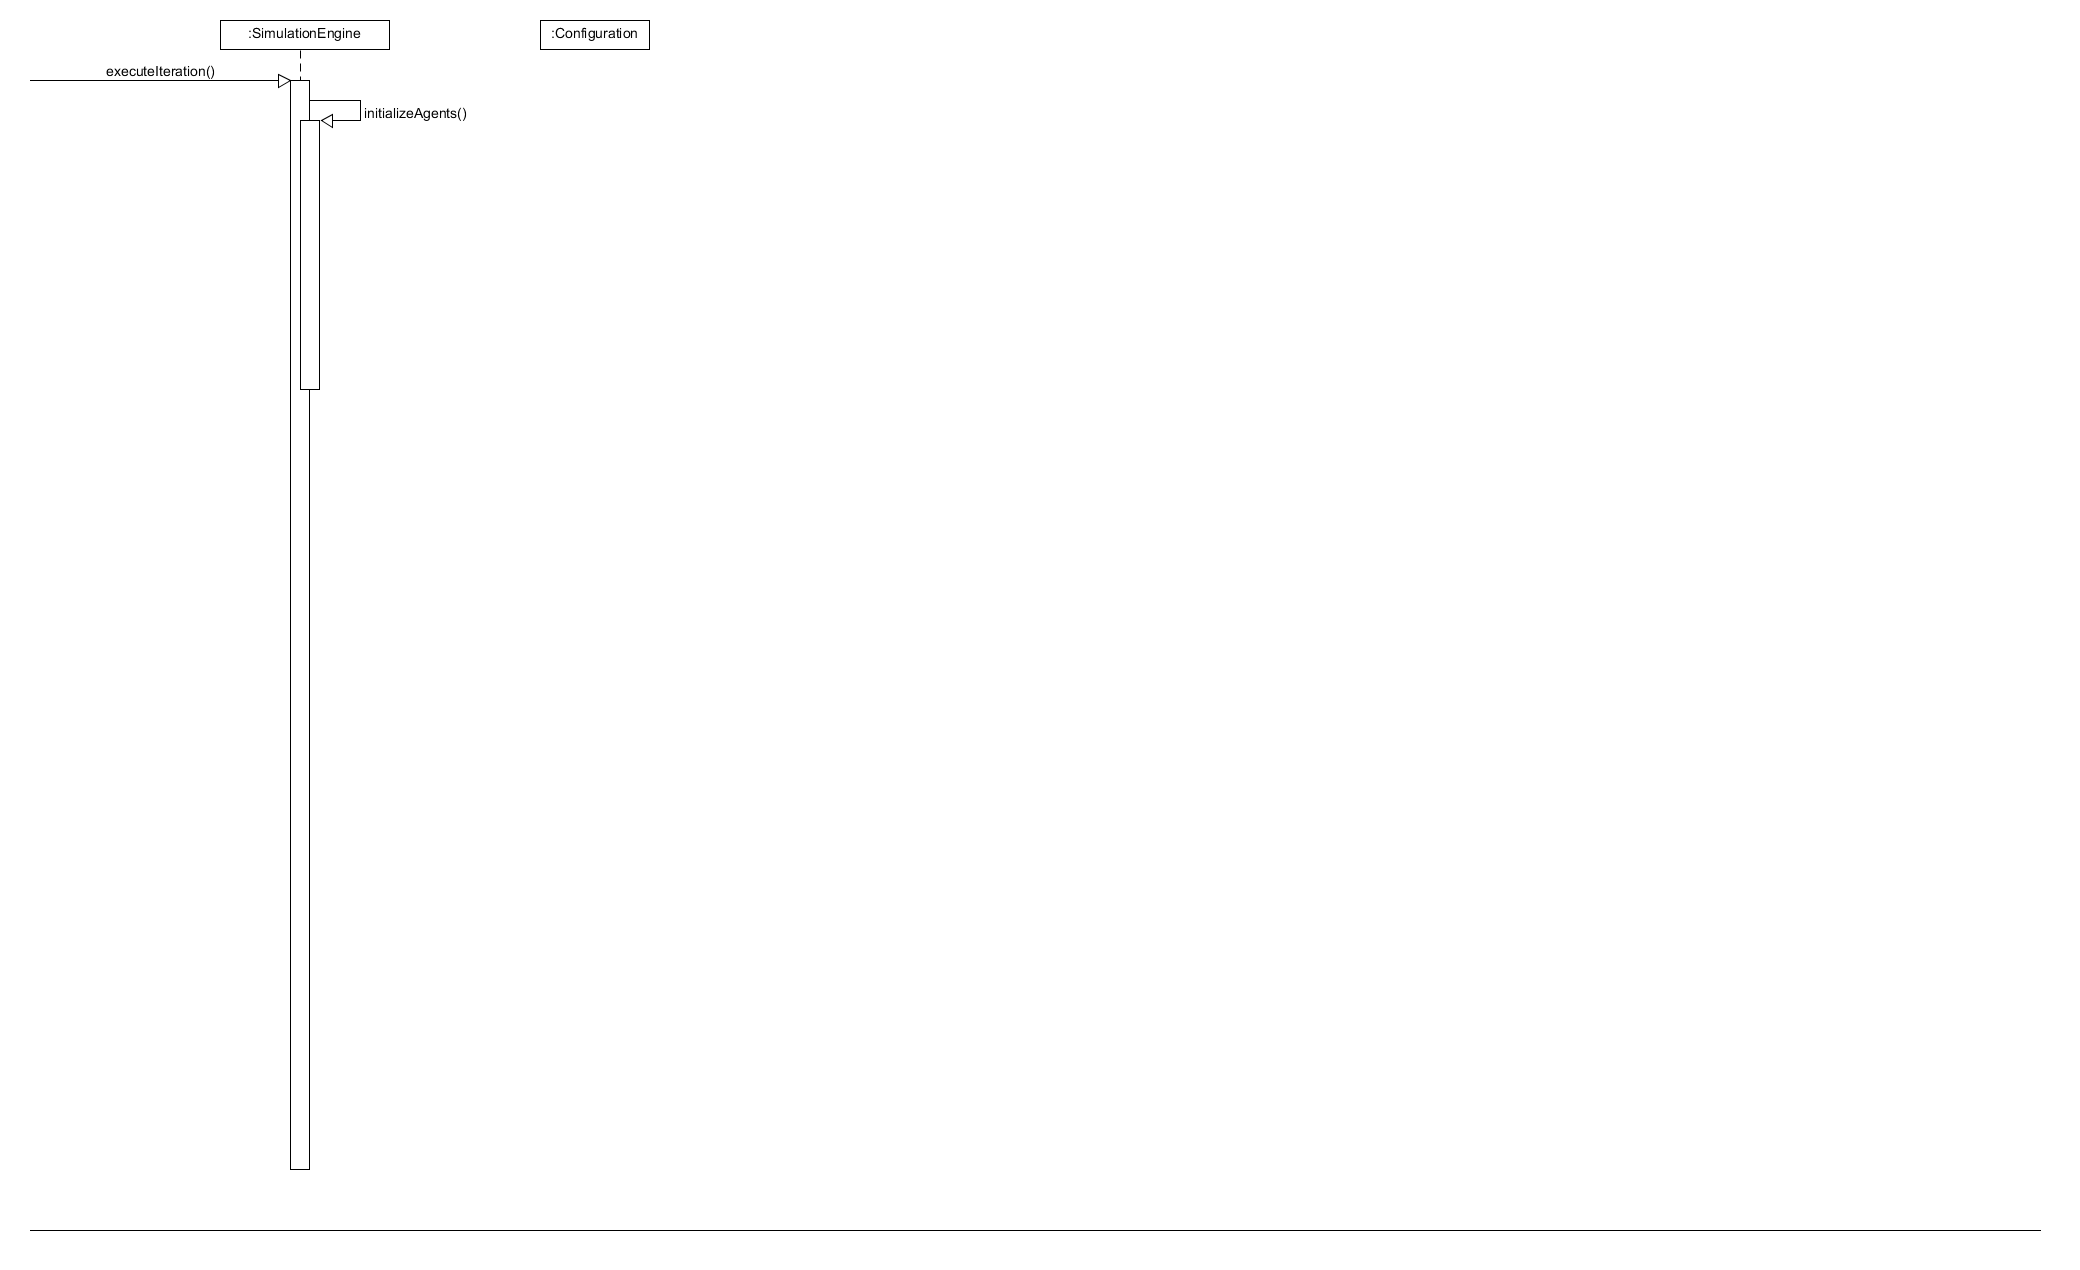 :SimulationEngine
:Configuration
executeIteration()
initializeAgents()